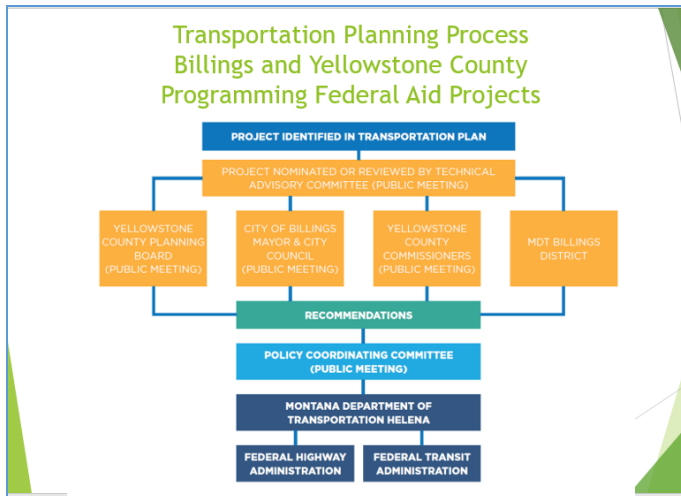 Transportation Planning Process
Billings and Yellowstone County
Programming Federal Aid Projects
PROJECT IDENTIFIED IN TRANSPORTATION PLAN
PROJECT NOMINATED OR REVIEWED BY TECHNICAL
ADVISORY COMMITTEE (PUBLIC MEETING)
YELLOWSTONE
COUNTY PLANNING
BOARD
(PUBLIC MEETING)
CITY OF BILLINGS
MAYOR & CITY
COUNCIL
(PUBLIC MEETING)
YELLOWSTONE
COUNTY
COMMISSIONERS
(PUBLIC MEETING)
MDT BILLINGS
DISTRICT
RECOMMENDATIONS
POLICY COORDINATING COMMITTEE
(PUBLIC MEETING)
MONTANA DEPARTMENT OF
TRANSPORTATION HELENA
FEDERAL HIGHWAY
ADMINISTRATION
FEDERAL TRANSIT
ADMINISTRATION